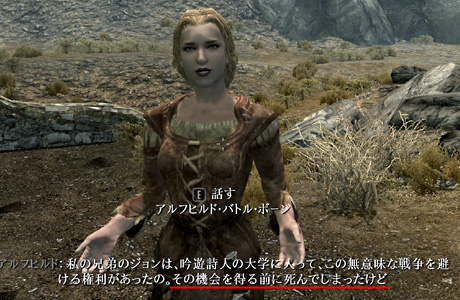 E 話す
アルフヒルド・バトル・ボーン
アルフヒルド: 私の兄弟のジョンは、吟遊詩人の大学に入って、この無意味な戦争を避
ける権利があったの。その機会を得る前に死んでしまったけど